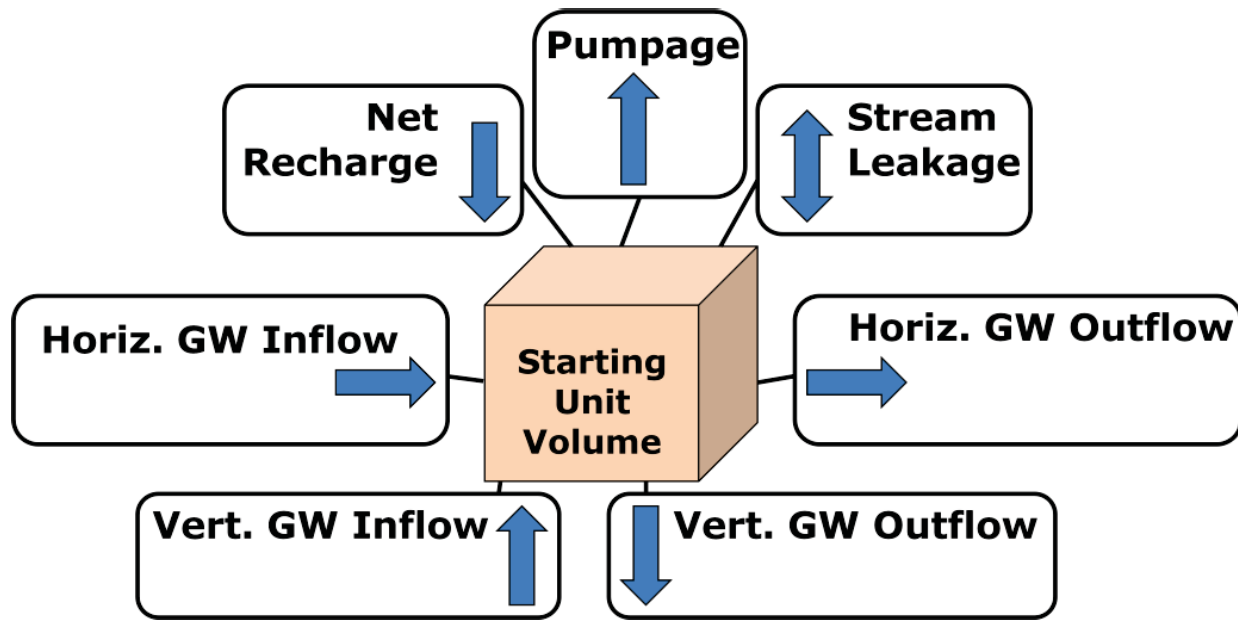 Pumpage
Net
Recharge
Stream
Leakage
Horiz. GW Inflow
Horiz. GW Outflow
Starting
Unit
Volume
Vert. GW Inflow
Vert. GW Outflow